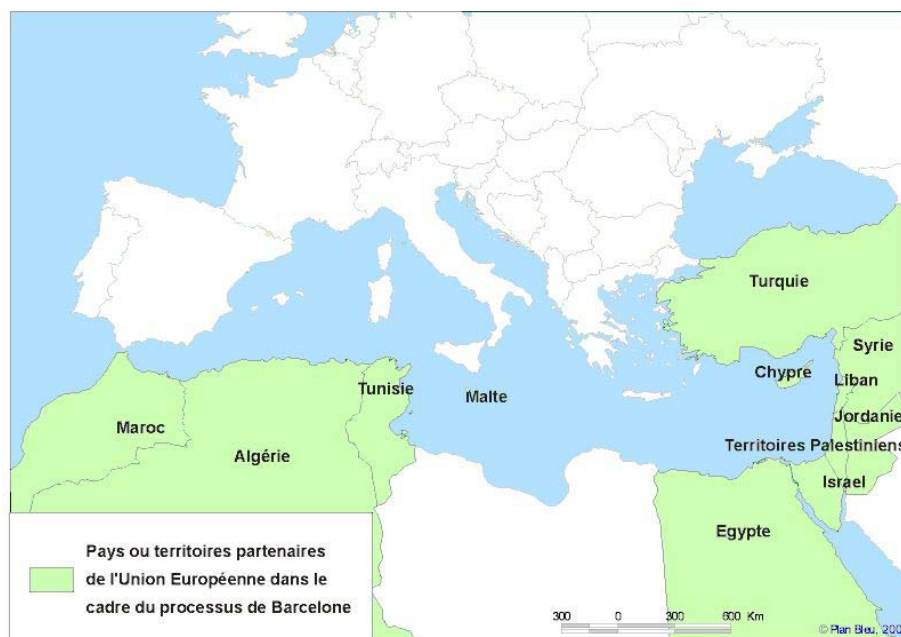 Turquie
Syrie
Chypre
Liban
Tunisie
Malte
Jordanie
Maroc
Territoires Palestiniens
Algérie
Israel
Egypte
Pays ou territoires partenaires
de l'Union Européenne dans le
cadre du processus de Barcelone
300 0 300 600 Km
© Plan Bleu, 200